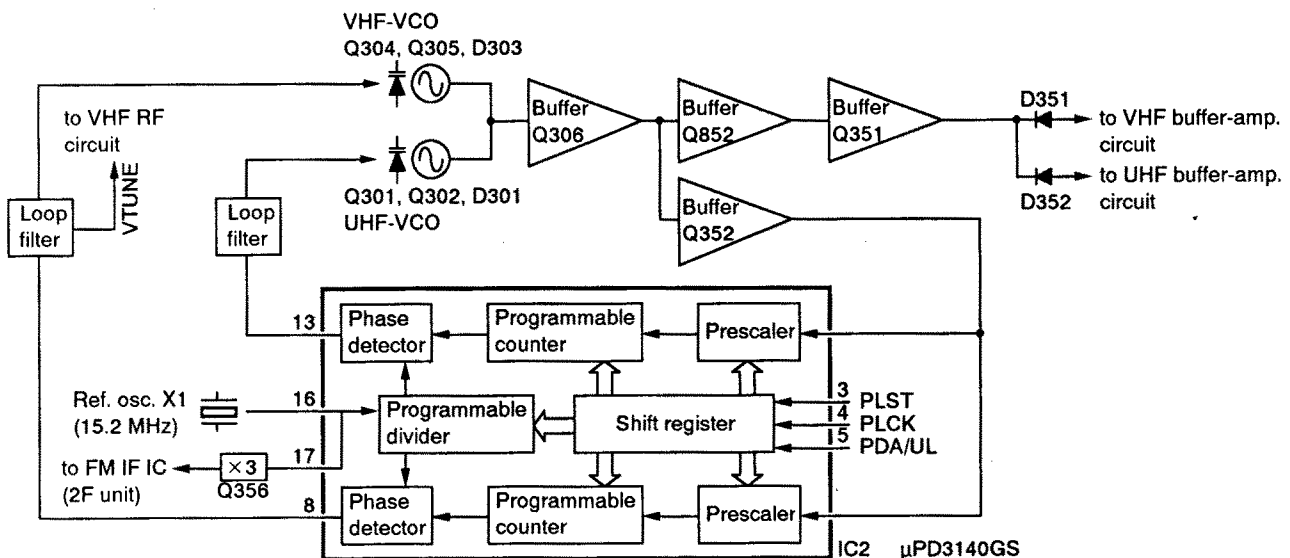 VHF-VCO
Q304, Q305, D303
to VHF RF
circuit
VTUNE
Loop
filter
Loop
filter
Q301, Q302, D301
UHF-VCO
Buffer
Q306
Buffer
Q852
Buffer
Q351
Buffer
Q352
D351
to VHF buffer-amp.
circuit
to UHF buffer-amp.
D352
circuit
13
Phase
detector
Programmable
counter
Prescaler
Ref. osc. X1
(15.2 MHz)
16
Programmable
divider
Shift register
3 PLST
4 PLCK
5 PDA/UL
to FM IF IC
(2F unit)
×3
Q356
17
8
Phase
detector
Programmable
counter
Prescaler
IC2 μPD3140GS